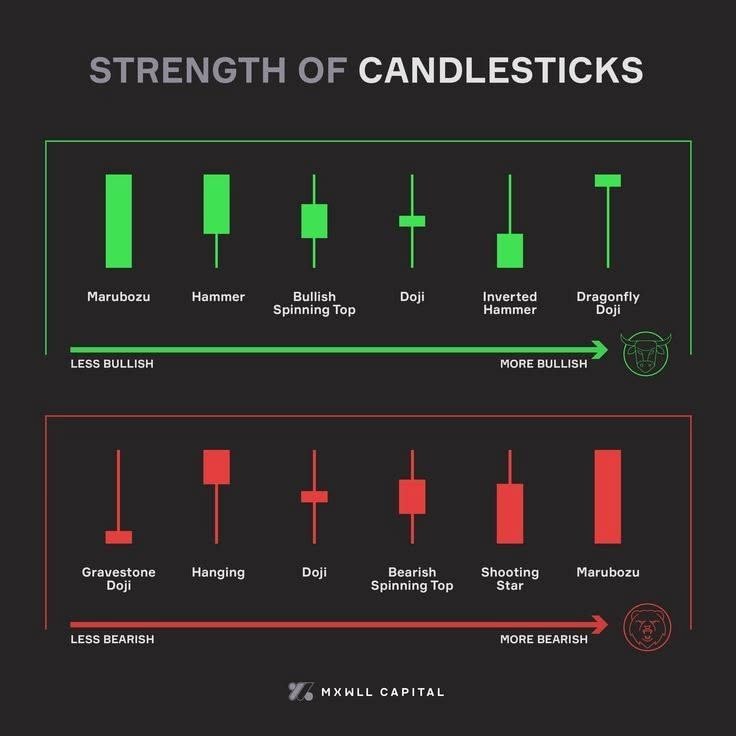 STRENGTH OF CANDLESTICKS
Marubozu
Hammer
Bullish
Spinning Top
Doji
Inverted
Hammer
Dragonfly
Doji
LESS BULLISH
MORE BULLISH
Gravestone
Doji
Hanging
Doji
Bearish
Spinning Top
Shooting
Star
Marubozu
LESS BEARISH
MORE BEARISH
MXWLL CAPITAL